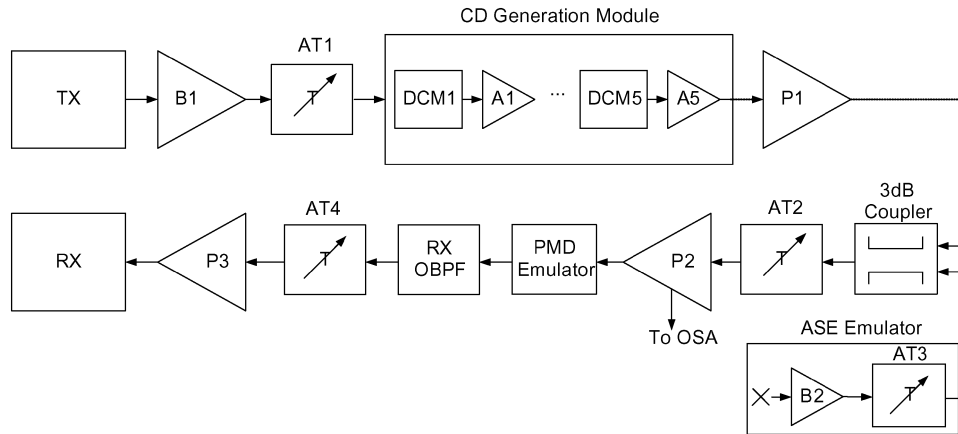 CD Generation Module
AT1
TX
B1
T
DCM1
A1
...
DCM5
A5
P1
3dB
Coupler
AT4
AT2
RX
P3
T
RX
OBPF
PMD
Emulator
P2
T
To OSA
ASE Emulator
AT3
B2
T